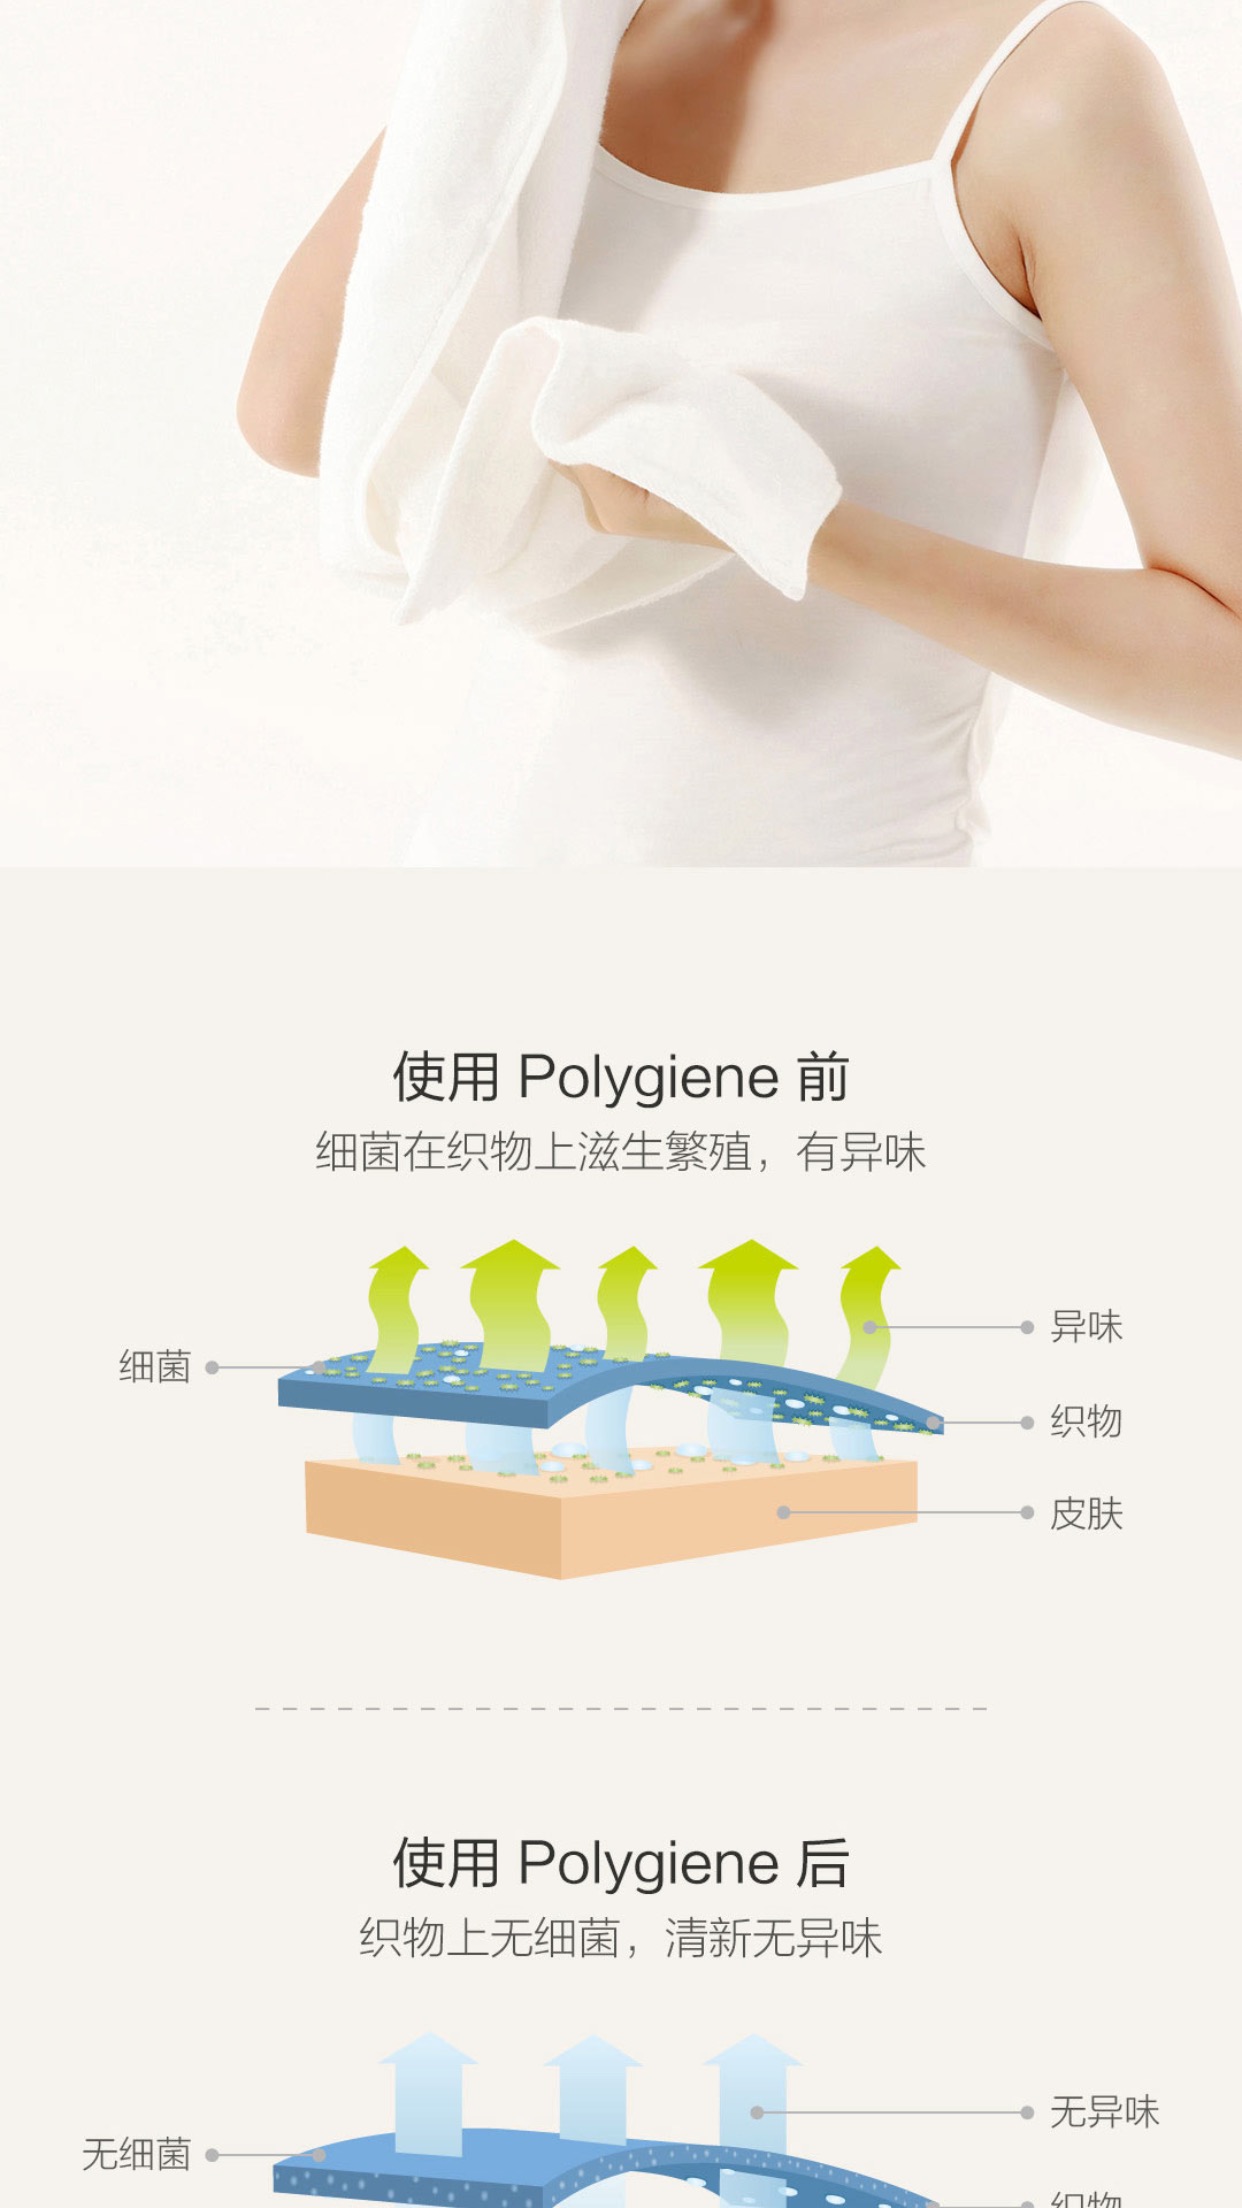 使用 Polygiene 前
细菌在织物上滋生繁殖，有异味
异味
细菌
织物
皮肤
使用 Polygiene 后
织物上无细菌，清新无异味
无异味
无细菌
织物